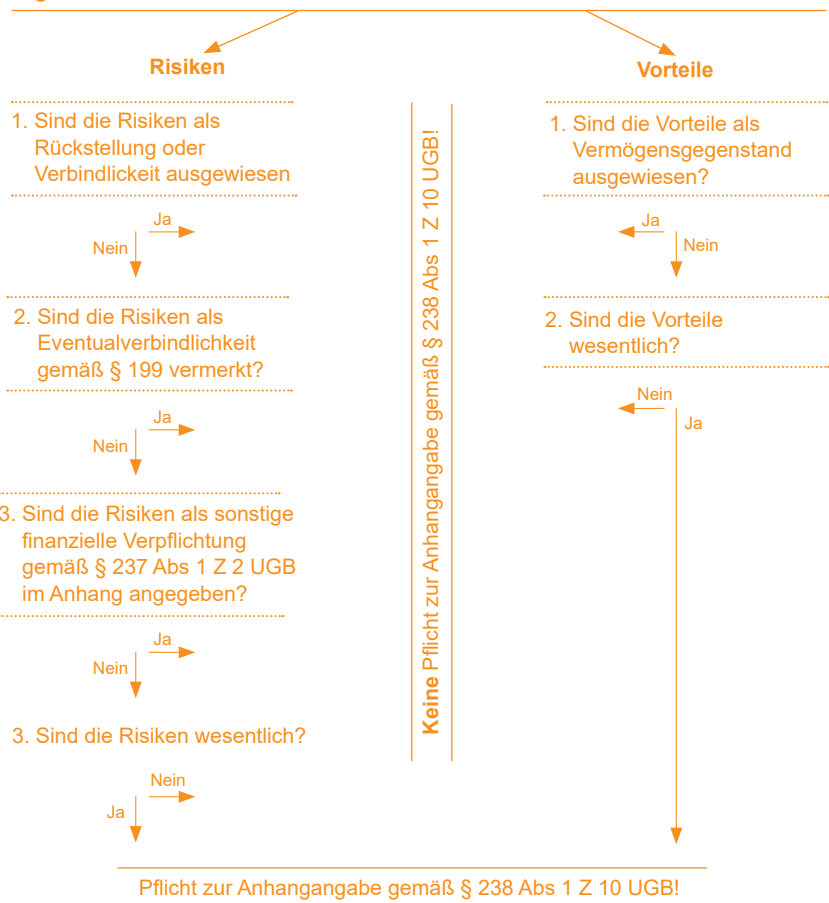 Risiken
1. Sind die Risiken als
Rückstellung oder
Verbindlickeit ausgewiesen
Ja
Nein
2. Sind die Risiken als
Eventualverbindlichkeit
gemäß § 199 vermerkt?
Ja
Nein
3. Sind die Risiken als sonstige
finanzielle Verpflichtung
gemäß § 237 Abs 1 Z 2 UGB
im Anhang angegeben?
Ja
Nein
3. Sind die Risiken wesentlich?
Nein
Ja
Keine Pflicht zur Anhangangabe gemäß § 238 Abs 1 Z 10 UGB!
Vorteile
1. Sind die Vorteile als
Vermögensgegenstand
ausgewiesen?
Ja
Nein
2. Sind die Vorteile
wesentlich?
Nein
Ja
Pflicht zur Anhangangabe gemäß § 238 Abs 1 Z 10 UGB!